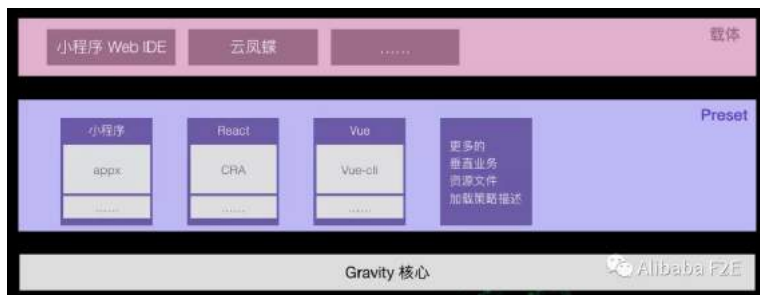 载体
小程序 Web IDE
云凤蝶
......
Preset
小程序
appx
......
React
CRA
......
Vue
Vue-cli
......
更多的
垂直业务
资源文件
加载策略描述
Gravity 核心
Alibaba F2E